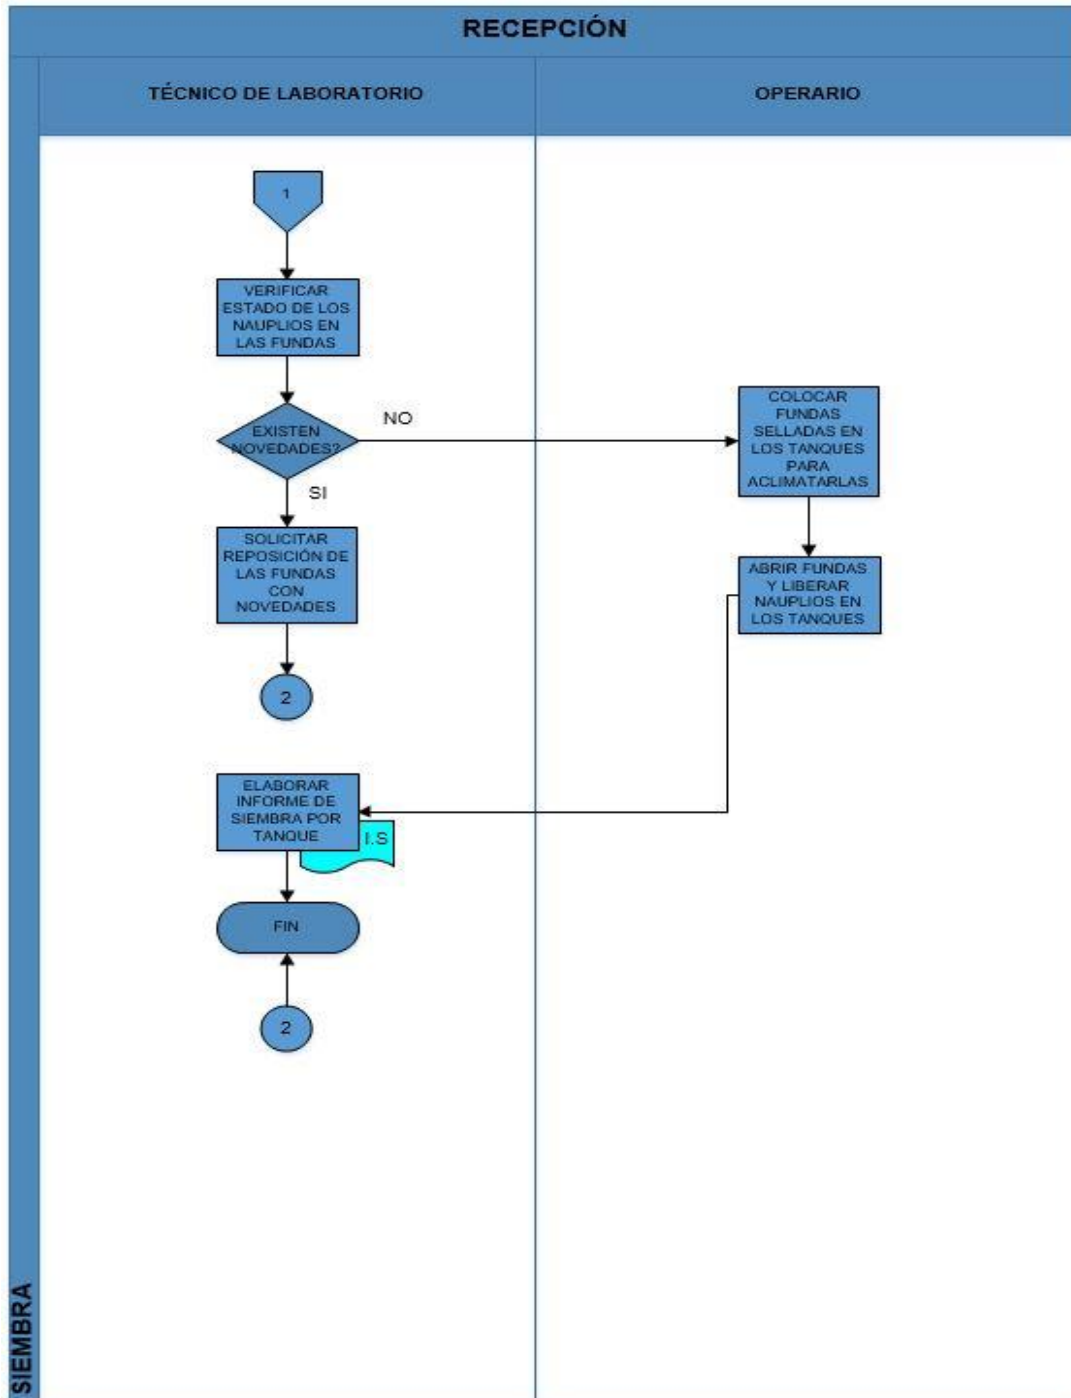 RECEPCIÓN
TÉCNICO DE LABORATORIO
OPERARIO
1
VERIFICAR
ESTADO DE LOS
NAUPLIOS EN
LAS FUNDAS
EXISTEN
NOVEDADES?
NO
SI
COLOCAR
FUNDAS
SELLADAS EN
LOS TANQUES
PARA
ACLIMATARLAS
SOLICITAR
REPOSICIÓN DE
LAS FUNDAS
CON
NOVEDADES
ABRIR FUNDAS
Y LIBERAR
NAUPLIOS EN
LOS TANQUES
2
ELABORAR
INFORME DE
SIEMBRA POR
TANQUE
I.S
FIN
2
SIEMBRA